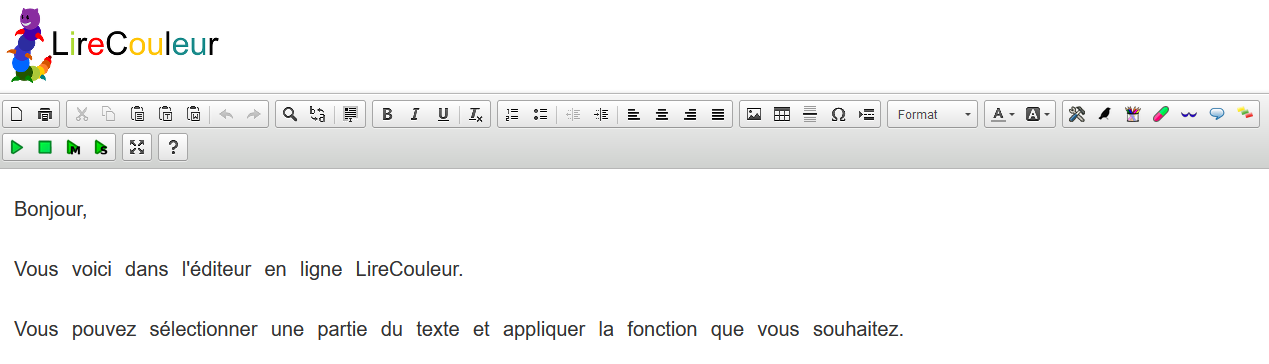 LireCouleur
Format
Bonjour,
Vous voici dans l'éditeur en ligne LireCouleur.
Vous pouvez sélectionner une partie du texte et appliquer la fonction que vous souhaitez.